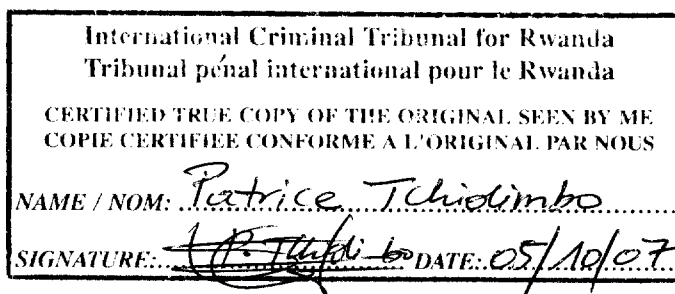 International Criminal Tribunal for Rwanda
Tribunal pénal international pour le Rwanda
CERTIFIED TRUE COPY OF THE ORIGINAL SEEN BY ME
COPIE CERTIFIEE CONFORME A L'ORIGINAL PAR NOUS
NAME / NOM: Patrice Tchidimbo
SIGNATURE: P. Tchidimbo DATE: 05/10/07